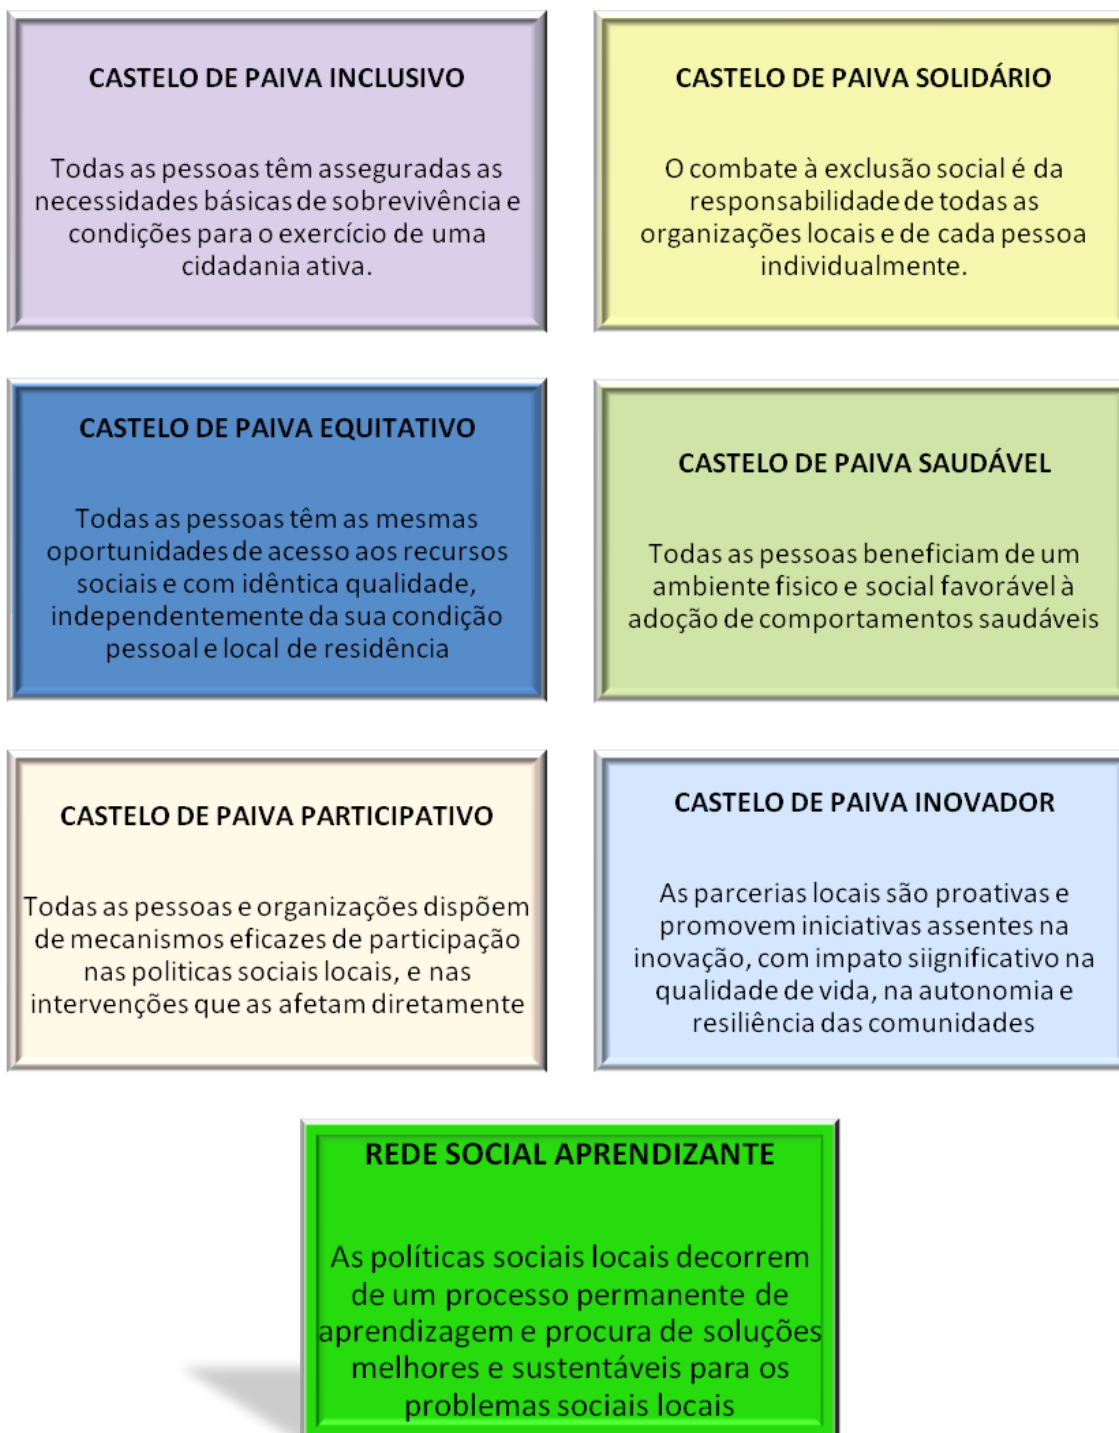 CASTELO DE PAIVA INCLUSIVO
Todas as pessoas têm asseguradas as
necessidades básicas de sobrevivência e
condições para o exercício de uma
cidadania ativa.
CASTELO DE PAIVA SOLIDÁRIO
O combate à exclusão social é da
responsabilidade de todas as
organizações locais e de cada pessoa
individualmente.
CASTELO DE PAIVA EQUITATIVO
Todas as pessoas têm as mesmas
oportunidades de acesso aos recursos
sociais e com idêntica qualidade,
independentemente da sua condição
pessoal e local de residência
CASTELO DE PAIVA SAUDÁVEL
Todas as pessoas beneficiam de um
ambiente fisico e social favorável à
adoção de comportamentos saudáveis
CASTELO DE PAIVA PARTICIPATIVO
Todas as pessoas e organizações dispõem
de mecanismos eficazes de participação
nas politicas sociais locais, e nas
intervenções que as afetam diretamente
CASTELO DE PAIVA INOVADOR
As parcerias locais são proativas e
promovem iniciativas assentes na
inovação, com impato siignificativo na
qualidade de vida, na autonomia e
resiliência das comunidades
REDE SOCIAL APRENDIZANTE
As políticas sociais locais decorrem
de um processo permanente de
aprendizagem e procura de soluções
melhores e sustentáveis para os
problemas sociais locais